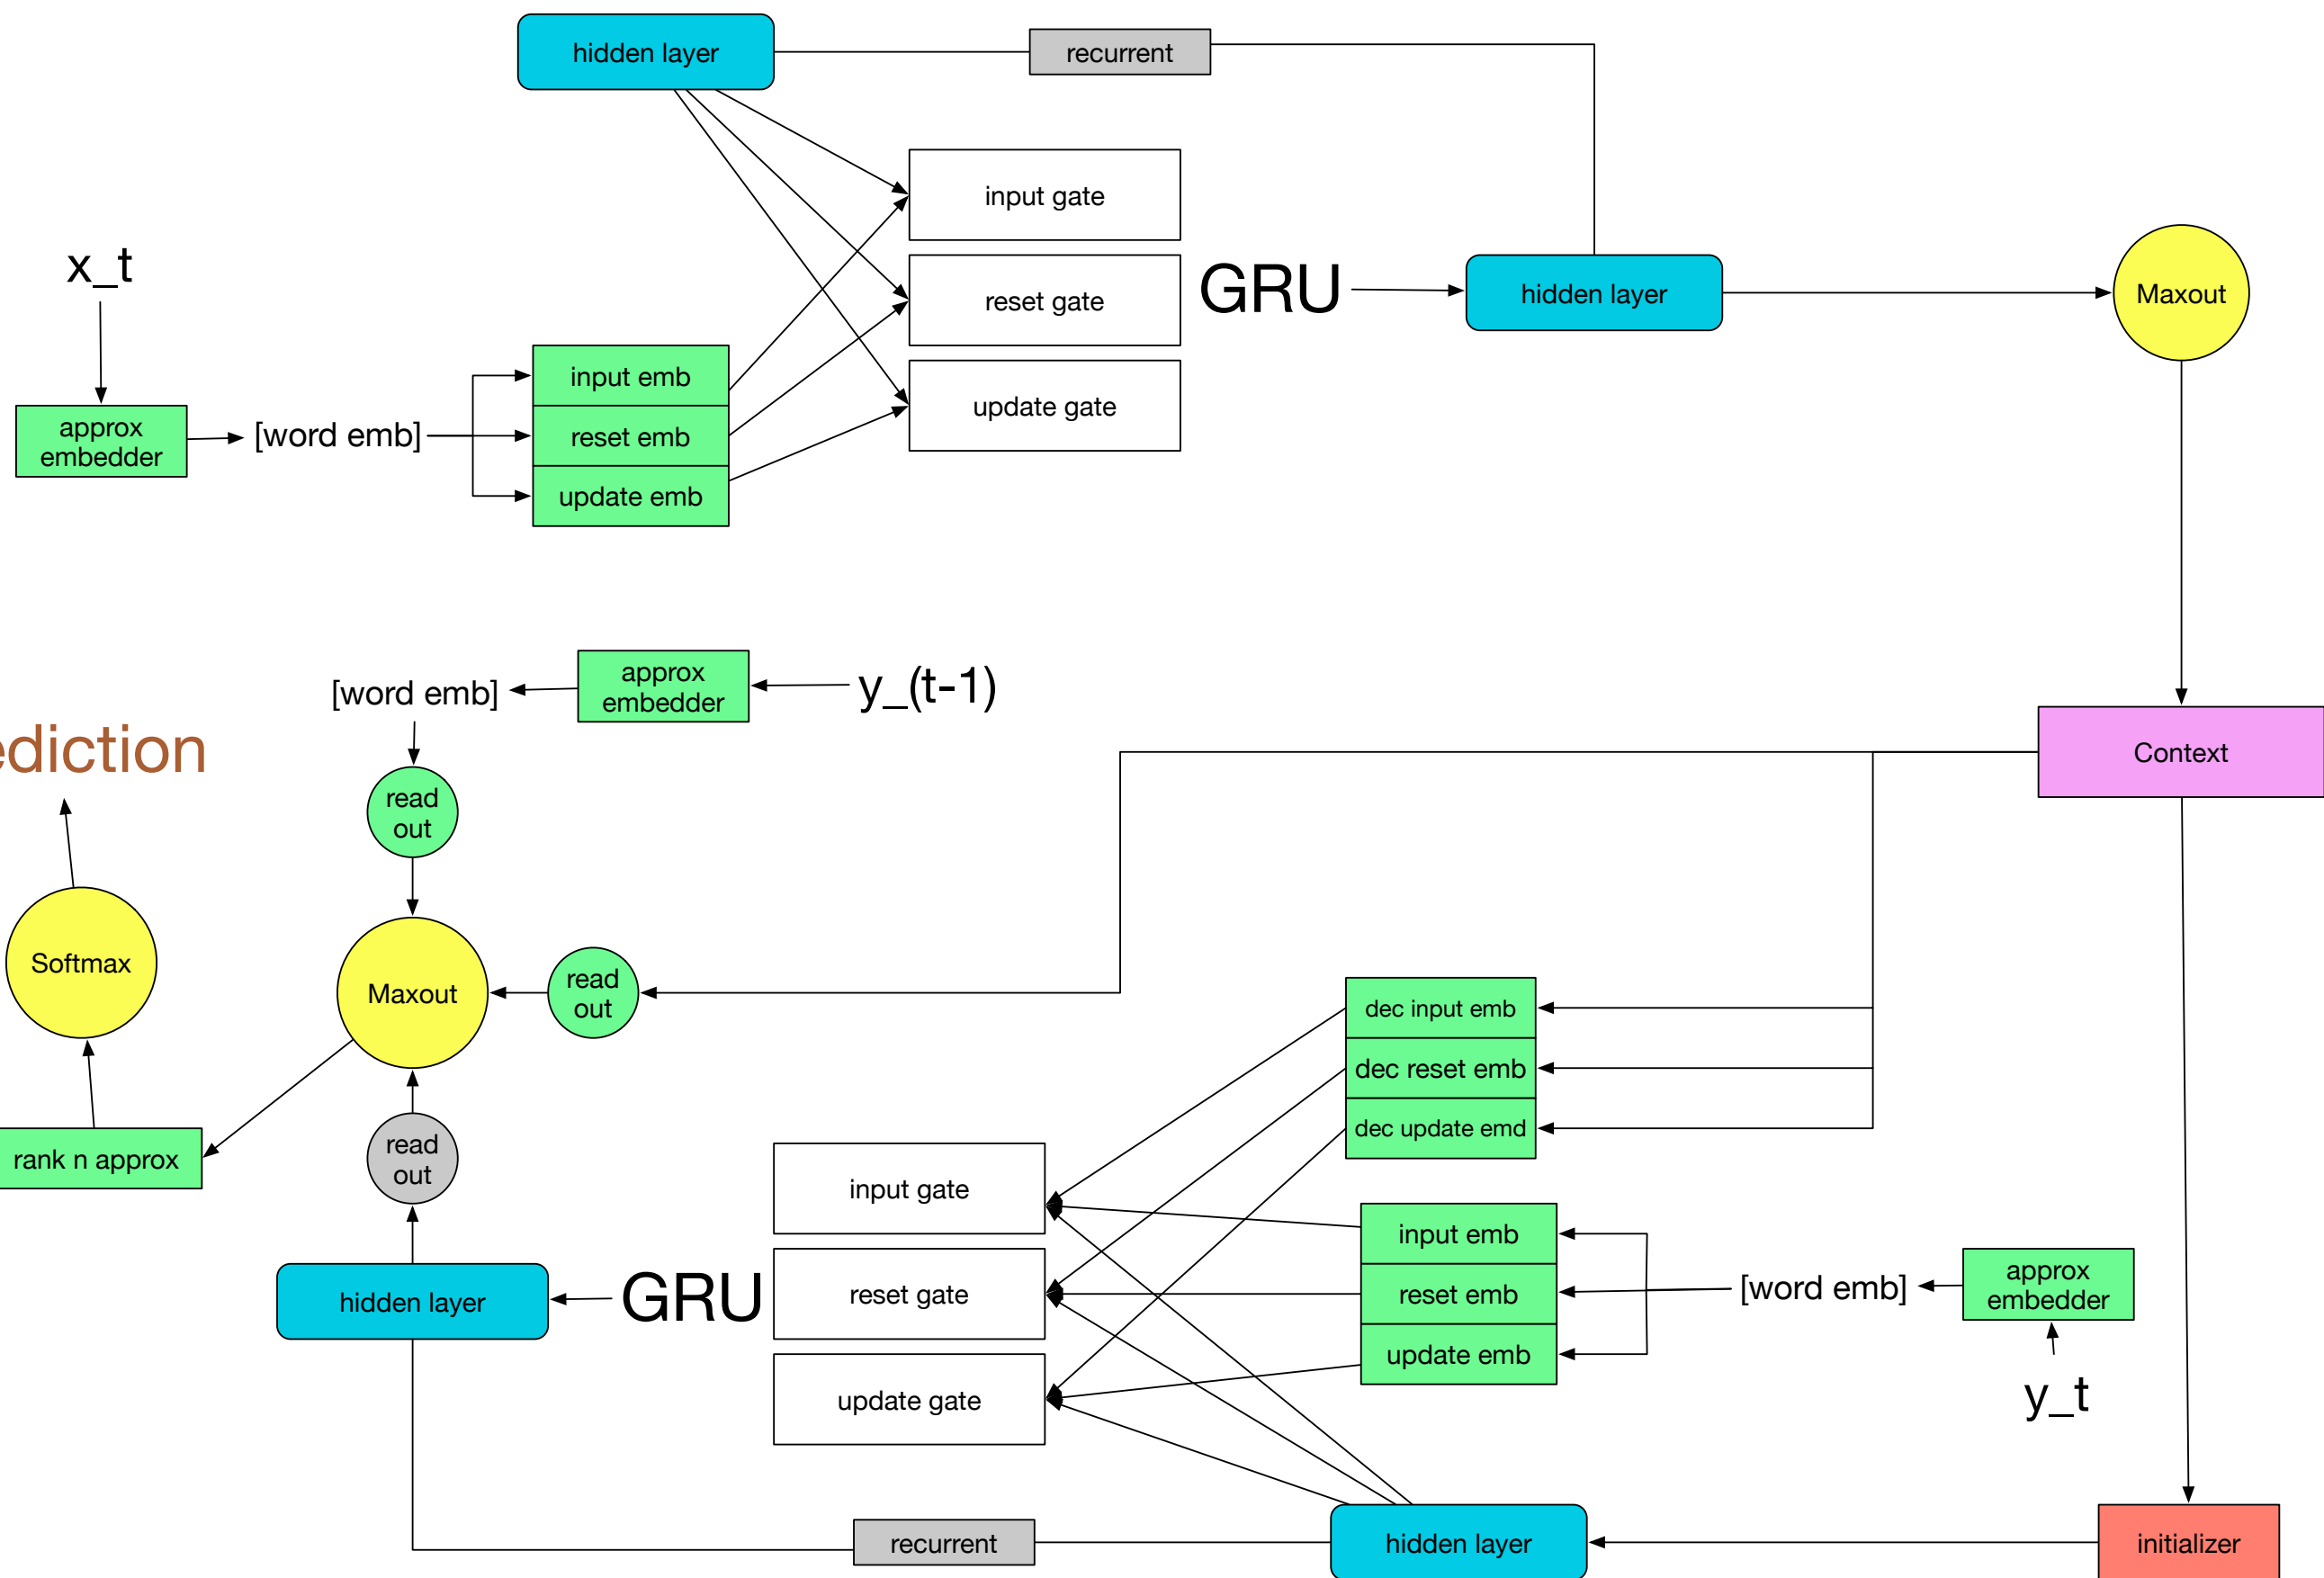 hidden layer
recurrent
input gate
x_t
reset gate
GRU
hidden layer
Maxout
input emb
update gate
approx
embedder
[word emb]
reset emb
update emb
[word emb]
approx
embedder
y_(t-1)
ediction
Context
read
out
Softmax
Maxout
read
out
dec input emb
dec reset emb
dec update emd
rank n approx
read
out
input gate
input emb
hidden layer
GRU
reset gate
reset emb
[word emb]
approx
embedder
update gate
update emb
y_t
recurrent
hidden layer
initializer